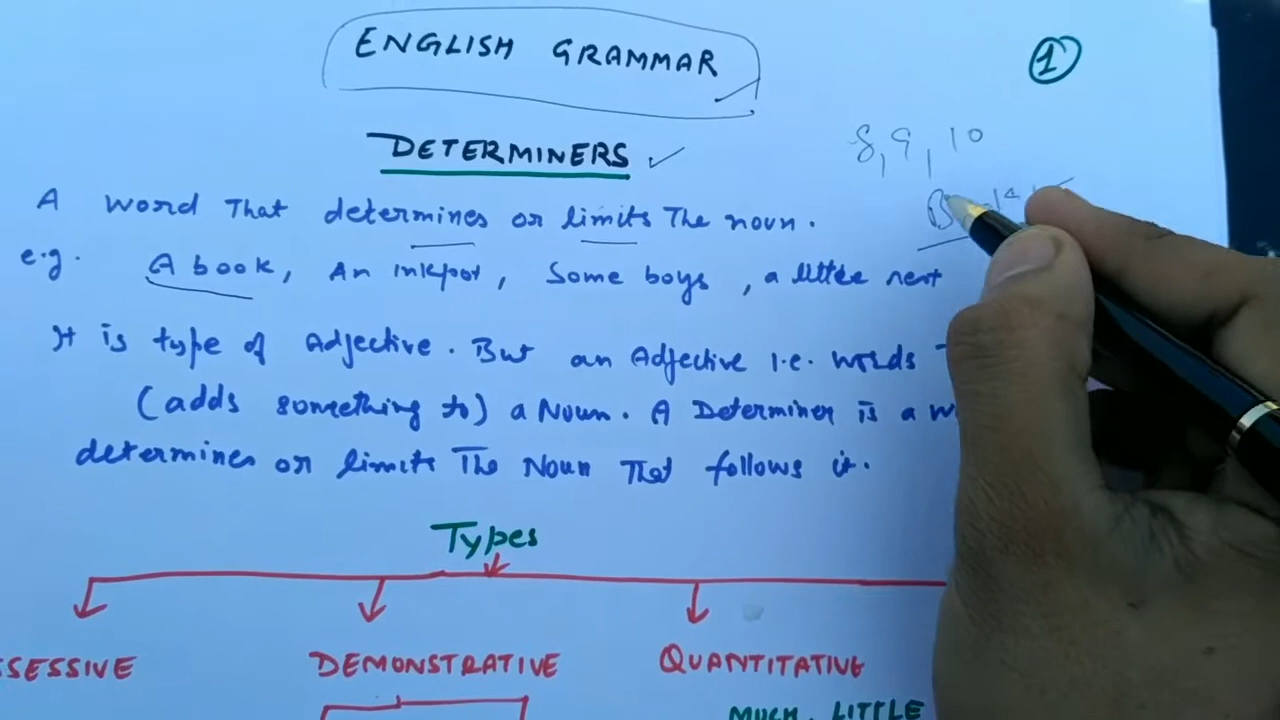 ENGLISH GRAMMAR
1
8, 9, 10
DETERMINERS
A word That determines or limits The noun.
e.g. A book, An Inkpot, Some boys, a little rest
It is type of Adjective. But an Adjective i.e. words
(adds something to) a Noun. A Determiner is a
determines or limits The Noun That follows it.
Types
SSESSIVE DEMONSTRATIVE QUANTITATIVE
MUCH, LITTLE